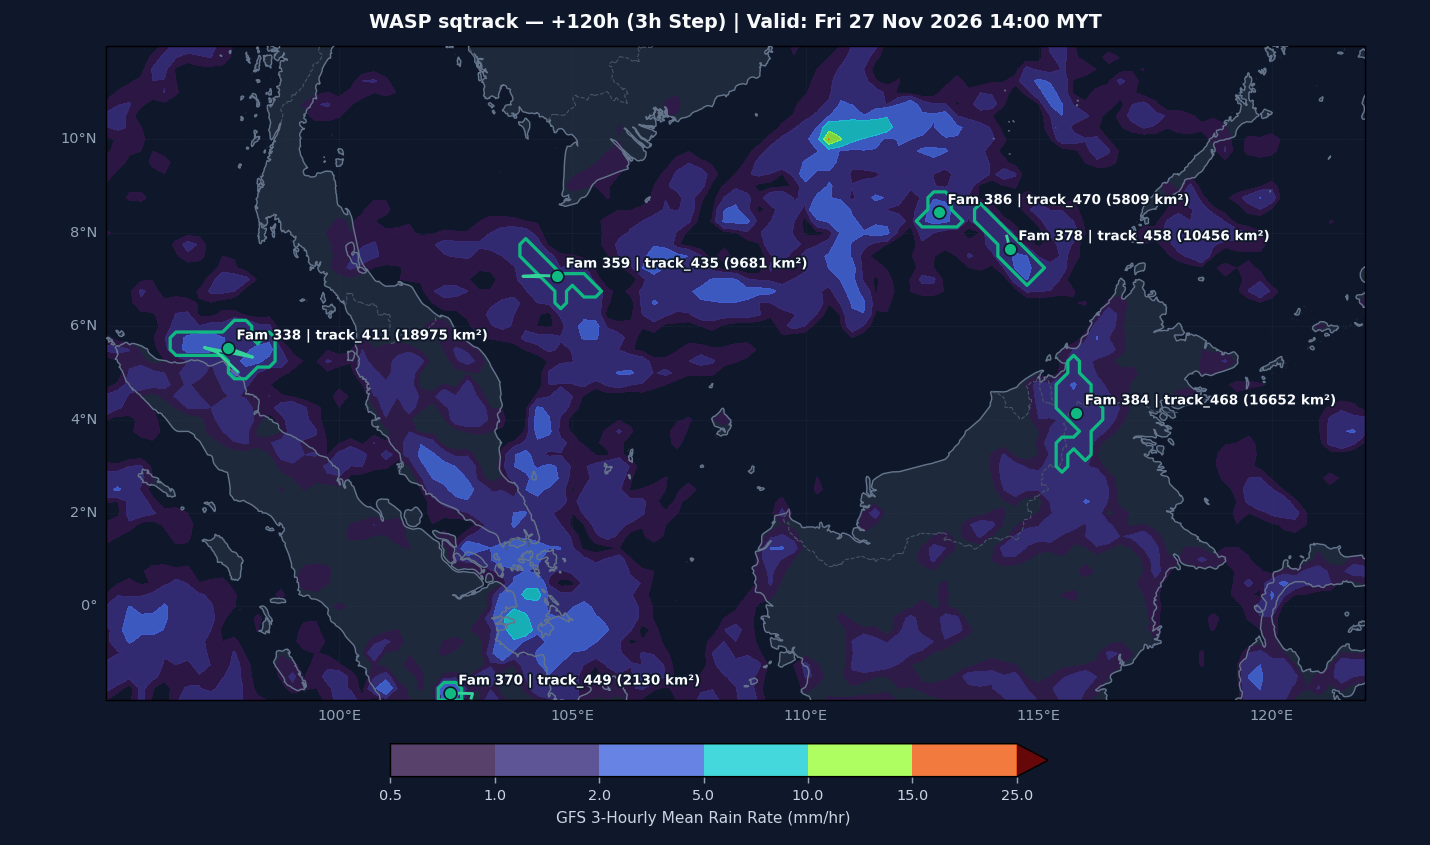 WASP sqtrack — +120h (3h Step) | Valid: Fri 27 Nov 2026 14:00 MYT
10°N
8°N
6°N
4°N
2°N
0°
Fam 386 | track_470 (5809 km²)
Fam 378 | track_458 (10456 km²)
Fam 359 | track_435 (9681 km²)
Fam 338 | track_411 (18975 km²)
Fam 384 | track_468 (16652 km²)
Fam 370 | track_449 (2130 km²)
100°E 105°E 110°E 115°E 120°E
0.5 1.0 2.0 5.0 10.0 15.0 25.0
GFS 3-Hourly Mean Rain Rate (mm/hr)